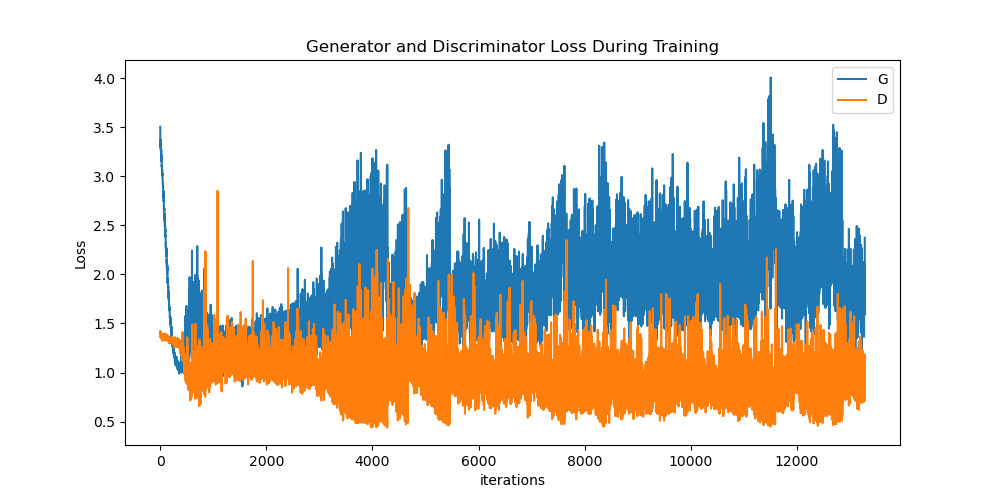 Generator and Discriminator Loss During Training
G
D
4.0
3.5
3.0
2.5
2.0
1.5
1.0
0.5
Loss
0 2000 4000 6000 8000 10000 12000
iterations